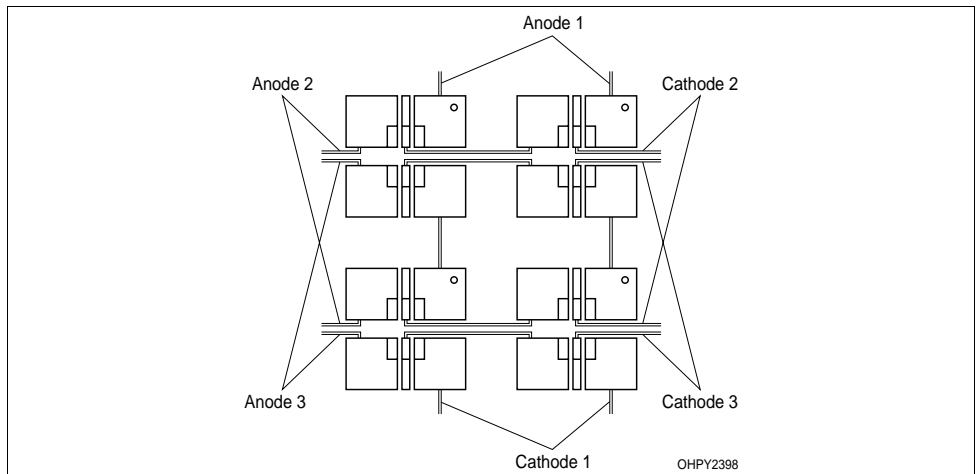 Anode 1
Anode 2
Cathode 2
Anode 3
Cathode 3
Cathode 1
OHPY2398